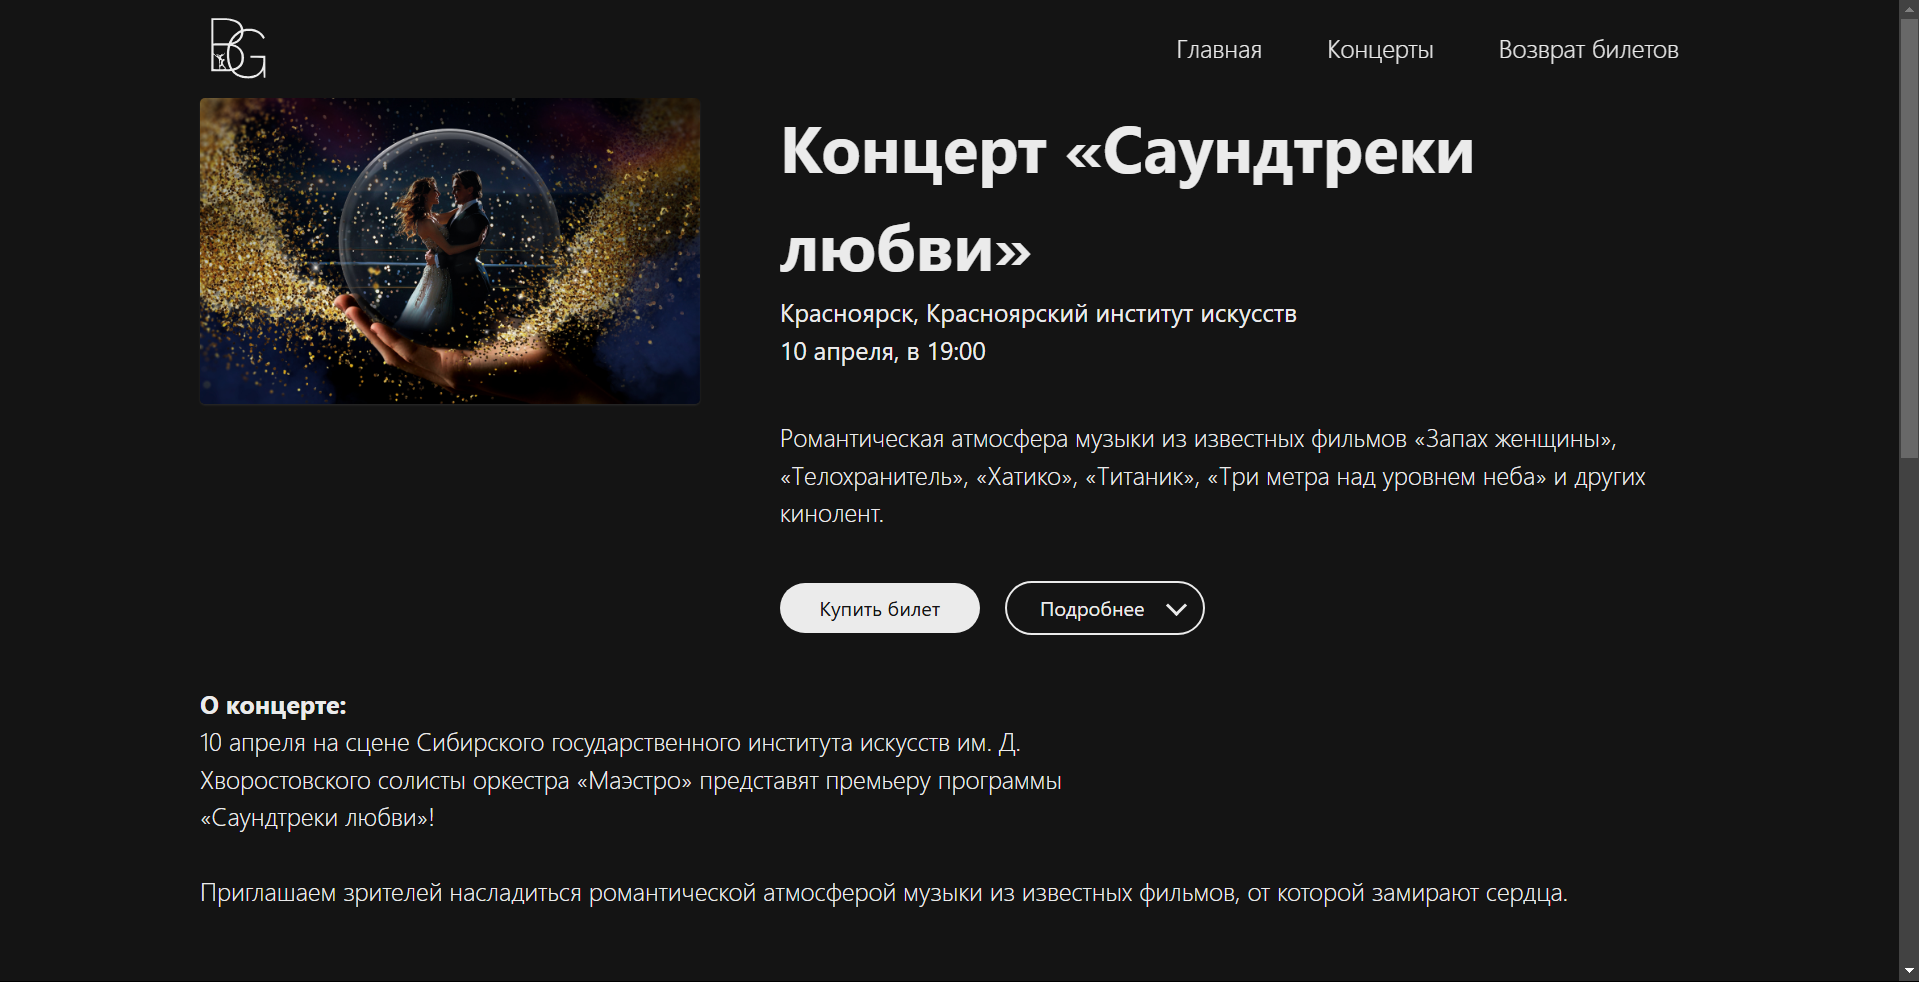 BG
Главная
Концерты
Возврат билетов
Концерт «Саундтреки
любви»
Красноярск, Красноярский институт искусств
10 апреля, в 19:00
Романтическая атмосфера музыки из известных фильмов «Запах женщины»,
«Телохранитель», «Хатико», «Титаник», «Три метра над уровнем неба» и других
кинолент.
Купить билет
Подробнее
О концерте:
10 апреля на сцене Сибирского государственного института искусств им. Д.
Хворостовского солисты оркестра «Маэстро» представят премьеру программы
«Саундтреки любви»!
Приглашаем зрителей насладиться романтической атмосферой музыки из известных фильмов, от которой замирают сердца.